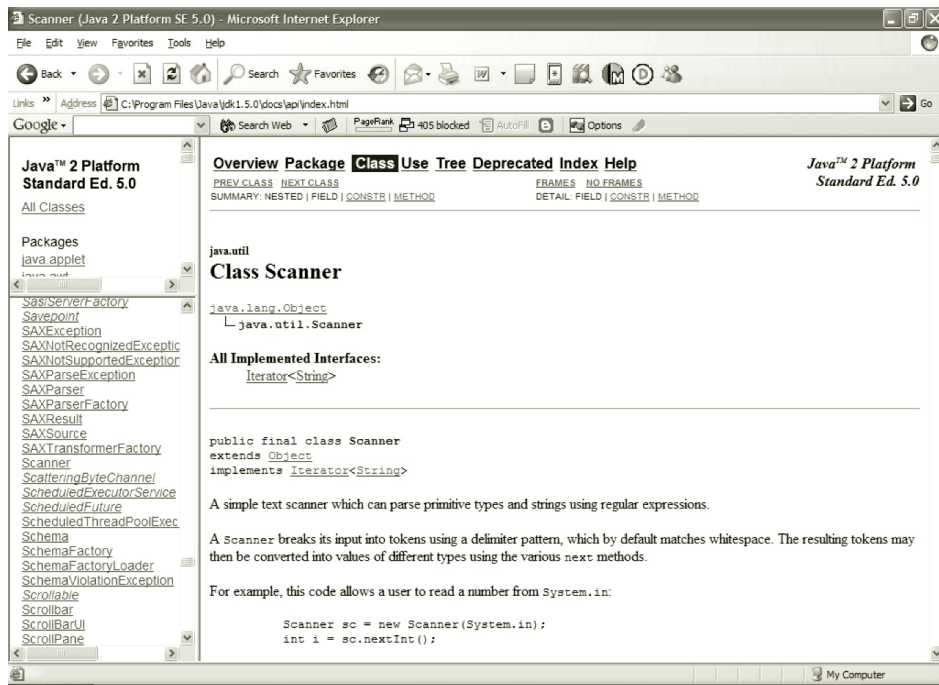 Scanner (Java 2 Platform SE 5.0) - Microsoft Internet Explorer
File Edit View Favorites Tools Help
Back Search Favorites
Links » Address C:\Program Files\Java\jdk1.5.0\docs\api\index.html Go
Google Search Web PageRank 405 blocked AutoFill Options
Java™ 2 Platform
Standard Ed. 5.0
All Classes
Packages
java.applet
java.awt
SaslServerFactory
Savepoint
SAXException
SAXNotRecognizedExceptic
SAXNotSupportedExceptior
SAXParseException
SAXParser
SAXParserFactory
SAXResult
SAXSource
SAXTransformerFactory
Scanner
ScatteringByteChannel
ScheduledExecutorService
ScheduledFuture
ScheduledThreadPoolExec
Schema
SchemaFactory
SchemaFactoryLoader
SchemaViolationException
Scrollable
Scrollbar
ScrollBarUI
ScrollPane
Overview Package Class Use Tree Deprecated Index Help
Java™ 2 Platform
Standard Ed. 5.0
PREV CLASS NEXT CLASS FRAMES NO FRAMES
SUMMARY: NESTED | FIELD | CONSTR | METHOD DETAIL: FIELD | CONSTR | METHOD
java.util
Class Scanner
java.lang.Object
java.util.Scanner
All Implemented Interfaces:
Iterator<String>
public final class Scanner
extends Object
implements Iterator<String>
A simple text scanner which can parse primitive types and strings using regular expressions.
A Scanner breaks its input into tokens using a delimiter pattern, which by default matches whitespace. The resulting tokens may
then be converted into values of different types using the various next methods.
For example, this code allows a user to read a number from System.in:
Scanner sc = new Scanner(System.in);
int i = sc.nextInt();
My Computer